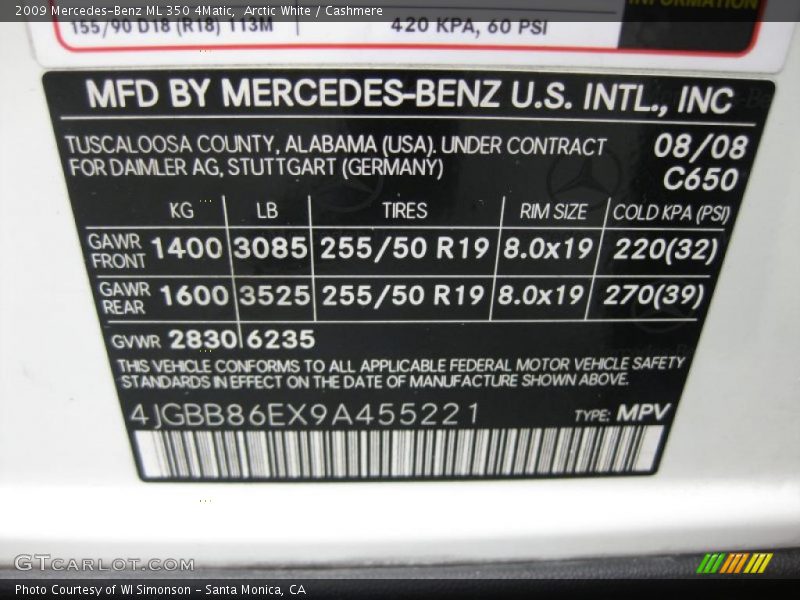 2009 Mercedes-Benz ML 350 4Matic, Arctic White / Cashmere
155/90 D18 (R18) 113M 420 KPA, 60 PSI INFORMATION
MFD BY MERCEDES-BENZ U.S. INTL., INC
TUSCALOOSA COUNTY, ALABAMA (USA). UNDER CONTRACT 08/08
FOR DAIMLER AG, STUTTGART (GERMANY) C650
KG LB TIRES RIM SIZE COLD KPA (PSI)
GAWR FRONT 1400 3085 255/50 R19 8.0x19 220(32)
GAWR REAR 1600 3525 255/50 R19 8.0x19 270(39)
GVWR 2830 6235
THIS VEHICLE CONFORMS TO ALL APPLICABLE FEDERAL MOTOR VEHICLE SAFETY
STANDARDS IN EFFECT ON THE DATE OF MANUFACTURE SHOWN ABOVE.
4JGBB86EX9A455221 TYPE: MPV
GTCARLOT.COM
Photo Courtesy of WI Simonson - Santa Monica, CA